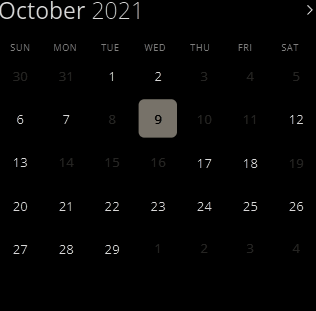 October 2021
SUN MON TUE WED THU FRI SAT
30 31 1 2 3 4 5
6 7 8 9 10 11 12
13 14 15 16 17 18 19
20 21 22 23 24 25 26
27 28 29 1 2 3 4